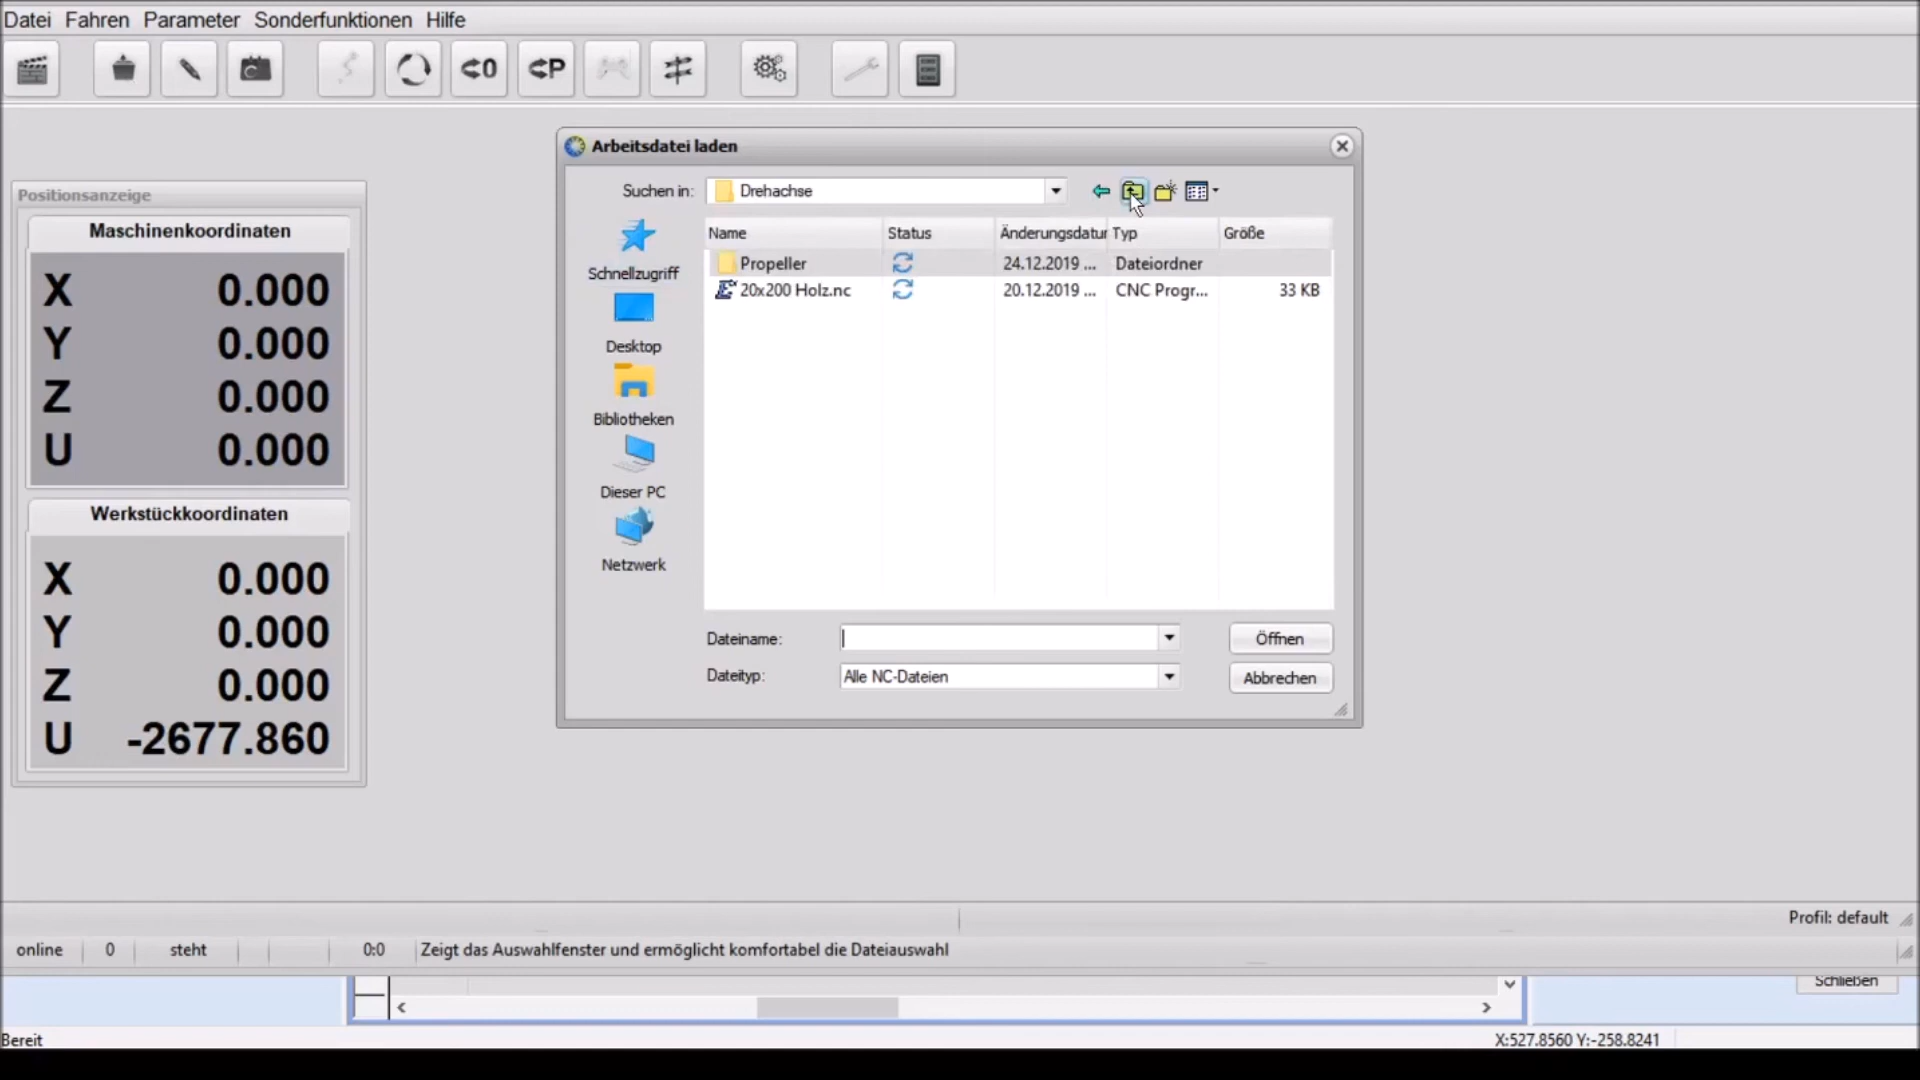 Datei Fahren Parameter Sonderfunktionen Hilfe
0 P
Arbeitsdatei laden
Suchen in: Drehachse
Name Status Änderungsdatur Typ Größe
Propeller 24.12.2019 ... Dateiordner
20x200 Holz.nc 20.12.2019 ... CNC Progr... 33 KB
Schnellzugriff
Desktop
Bibliotheken
Dieser PC
Netzwerk
Dateiname: Öffnen
Dateityp: Alle NC-Dateien Abbrechen
Positionsanzeige
Maschinenkoordinaten
X 0.000
Y 0.000
Z 0.000
U 0.000
Werkstückkoordinaten
X 0.000
Y 0.000
Z 0.000
U -2677.860
Profil: default
online 0 steht 0:0 Zeigt das Auswahlfenster und ermöglicht komfortabel die Dateiauswahl
Schließen
Bereit X:527.8560 Y:-258.8241